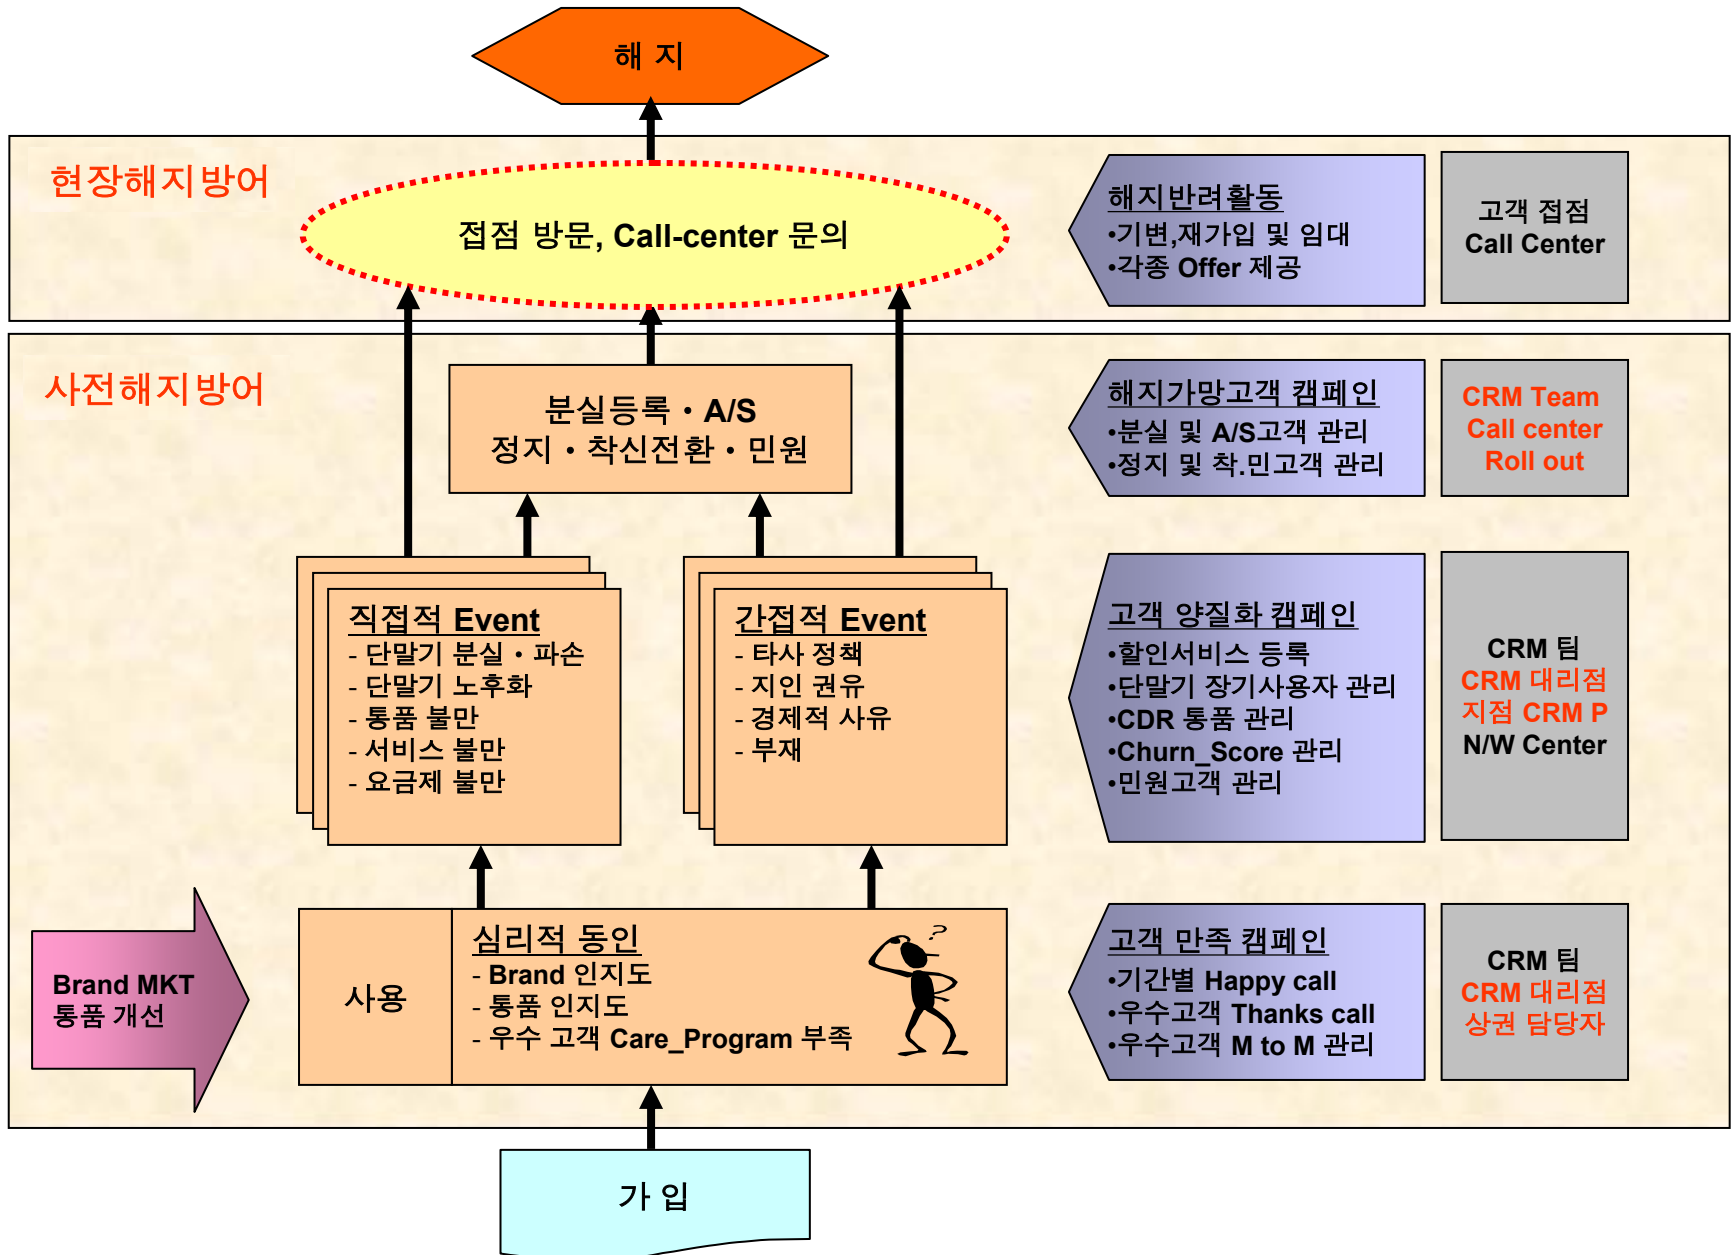 해 지
현장해지방어
접점 방문, Call-center 문의
해지반려활동
•기변,재가입 및 임대
•각종 Offer 제공
고객 접점
Call Center
사전해지방어
분실등록 • A/S
정지 • 착신전환 • 민원
해지가망고객 캠페인
•분실 및 A/S고객 관리
•정지 및 착.민고객 관리
CRM Team
Call center
Roll out
직접적 Event
- 단말기 분실 • 파손
- 단말기 노후화
- 통품 불만
- 서비스 불만
- 요금제 불만
간접적 Event
- 타사 정책
- 지인 권유
- 경제적 사유
- 부재
고객 양질화 캠페인
•할인서비스 등록
•단말기 장기사용자 관리
•CDR 통품 관리
•Churn_Score 관리
•민원고객 관리
CRM 팀
CRM 대리점
지점 CRM P
N/W Center
Brand MKT
통품 개선
사용
심리적 동인
- Brand 인지도
- 통품 인지도
- 우수 고객 Care_Program 부족
?
고객 만족 캠페인
•기간별 Happy call
•우수고객 Thanks call
•우수고객 M to M 관리
CRM 팀
CRM 대리점
상권 담당자
가 입